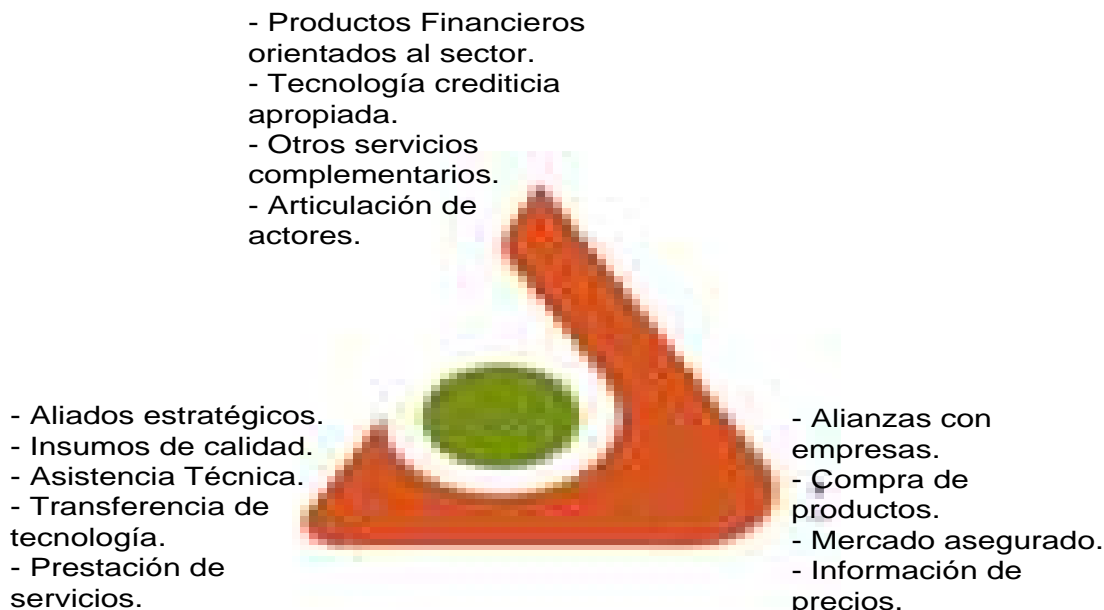 - Productos Financieros
orientados al sector.
- Tecnología crediticia
apropiada.
- Otros servicios
complementarios.
- Articulación de
actores.
- Aliados estratégicos.
- Insumos de calidad.
- Asistencia Técnica.
- Transferencia de
tecnología.
- Prestación de
servicios.
- Alianzas con
empresas.
- Compra de
productos.
- Mercado asegurado.
- Información de
precios.